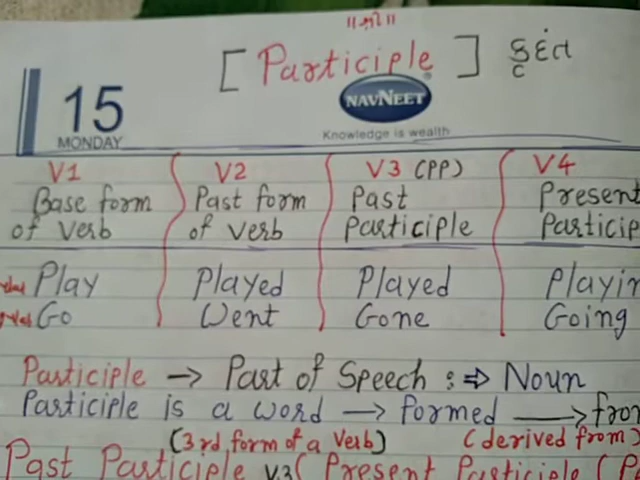 ॥ श्री ॥
[ Participle ] કૃદંત
NAVNEET
15
MONDAY
Knowledge is wealth
V1 V2 V3 (PP) V4
Base form Past form Past Present
of verb of verb Participle Particip
Play Played Played Playin
Go Went Gone Going
Participle → Part of Speech :⇒ Noun
Participle is a word → formed → from
(3rd form of a verb) (derived from)
Past Participle V3( Present Participle (P